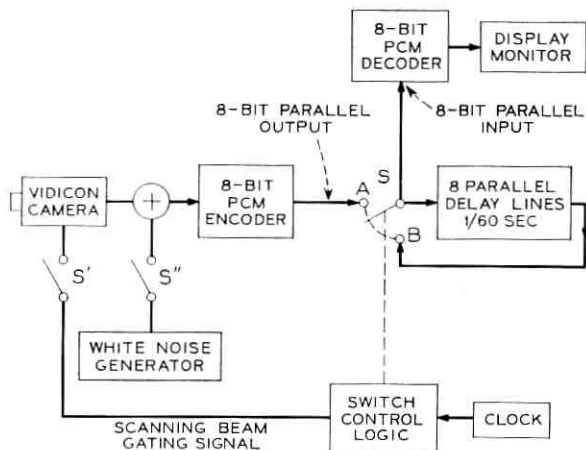 8-BIT
PCM
DECODER
DISPLAY
MONITOR
8-BIT PARALLEL
OUTPUT
8-BIT PARALLEL
INPUT
VIDICON
CAMERA
+
8-BIT
PCM
ENCODER
A
S
B
8 PARALLEL
DELAY LINES
1/60 SEC
S'
S"
WHITE NOISE
GENERATOR
SCANNING BEAM
GATING SIGNAL
SWITCH
CONTROL
LOGIC
CLOCK